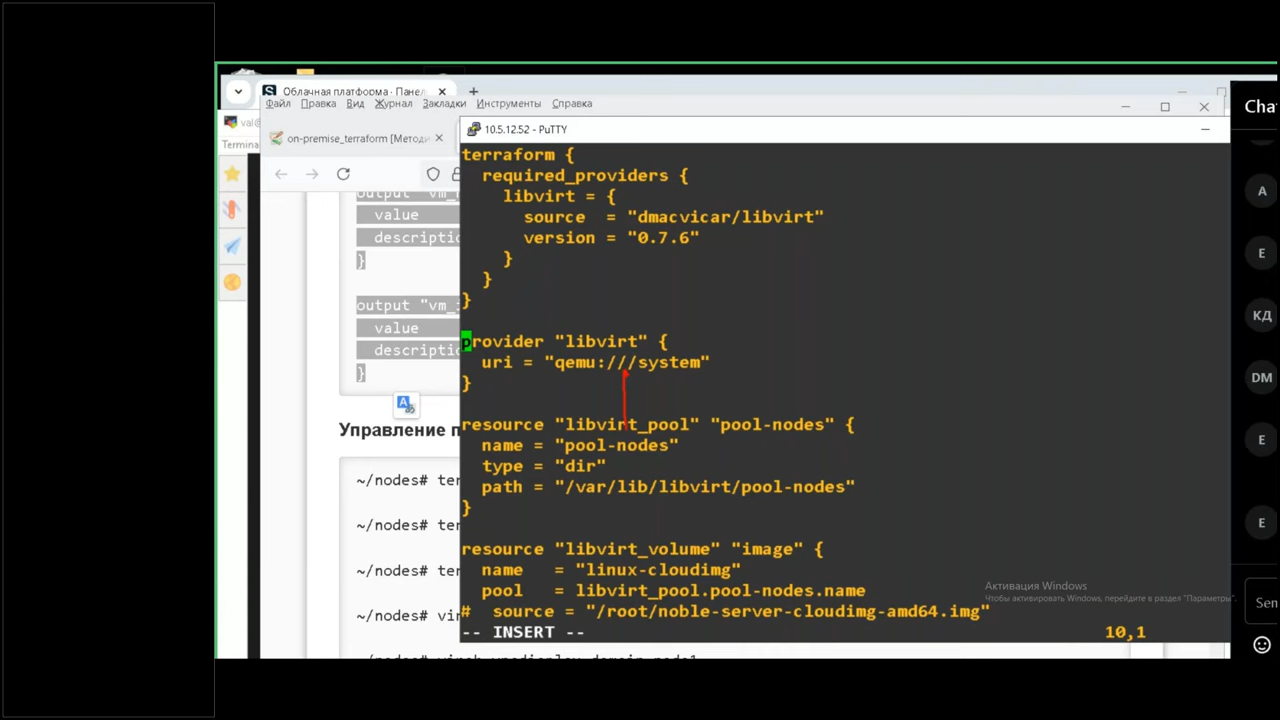 Облачная платформа · Панел
Файл Правка Вид Журнал Закладки Инструменты Справка
val@
10.5.12.52 - PuTTY
on-premise_terraform [Методи
Termina
Cha
terraform {
required_providers {
libvirt = {
source = "dmacvicar/libvirt"
version = "0.7.6"
}
}
}
provider "libvirt" {
uri = "qemu:///system"
}
resource "libvirt_pool" "pool-nodes" {
name = "pool-nodes"
type = "dir"
path = "/var/lib/libvirt/pool-nodes"
}
resource "libvirt_volume" "image" {
name = "linux-cloudimg"
pool = libvirt_pool.pool-nodes.name
# source = "/root/noble-server-cloudimg-amd64.img"
-- INSERT -- 10,1
value
descriptio
}
output "vm_i
value
descriptio
}
Управление п
~/nodes# ter
~/nodes# ter
~/nodes# ter
~/nodes# vir
Активация Windows
Чтобы активировать Windows, перейдите в раздел "Параметры".
A
E
КД
DM
E
E
Sen